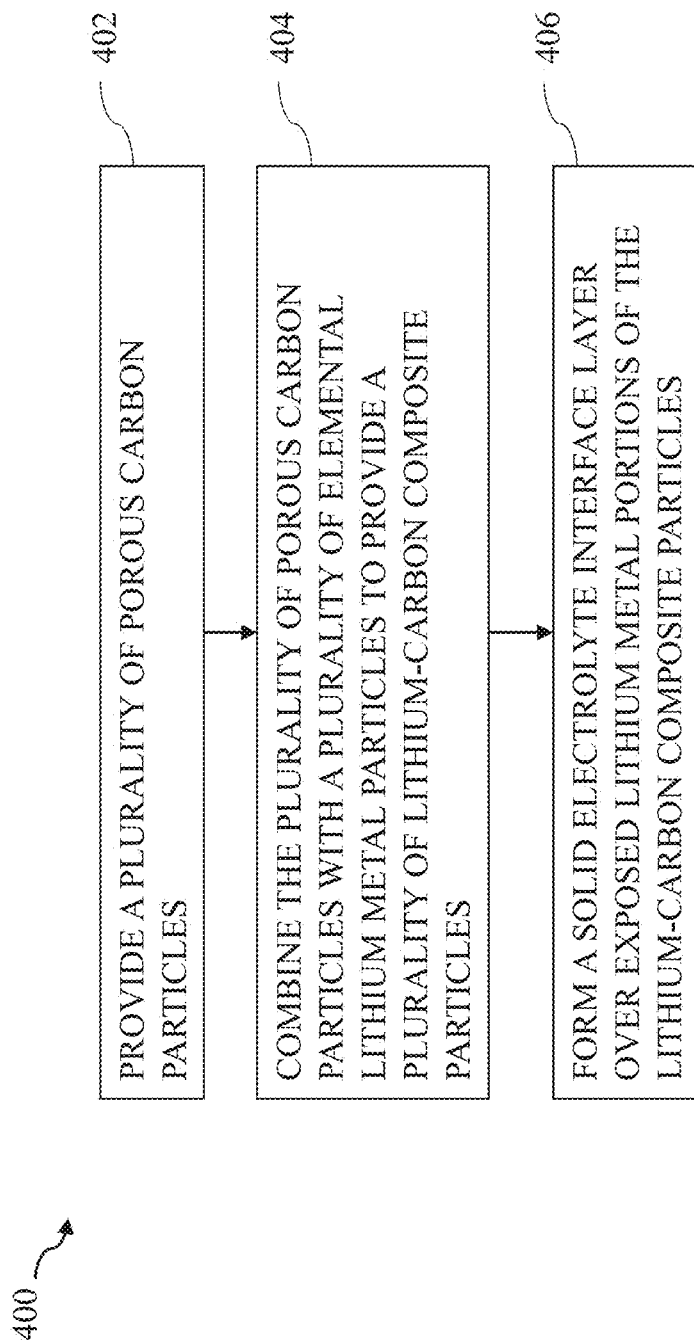 400
PROVIDE A PLURALITY OF POROUS CARBON
PARTICLES
402
COMBINE THE PLURALITY OF POROUS CARBON
PARTICLES WITH A PLURALITY OF ELEMENTAL
LITHIUM METAL PARTICLES TO PROVIDE A
PLURALITY OF LITHIUM-CARBON COMPOSITE
PARTICLES
404
FORM A SOLID ELECTROLYTE INTERFACE LAYER
OVER EXPOSED LITHIUM METAL PORTIONS OF THE
LITHIUM-CARBON COMPOSITE PARTICLES
406